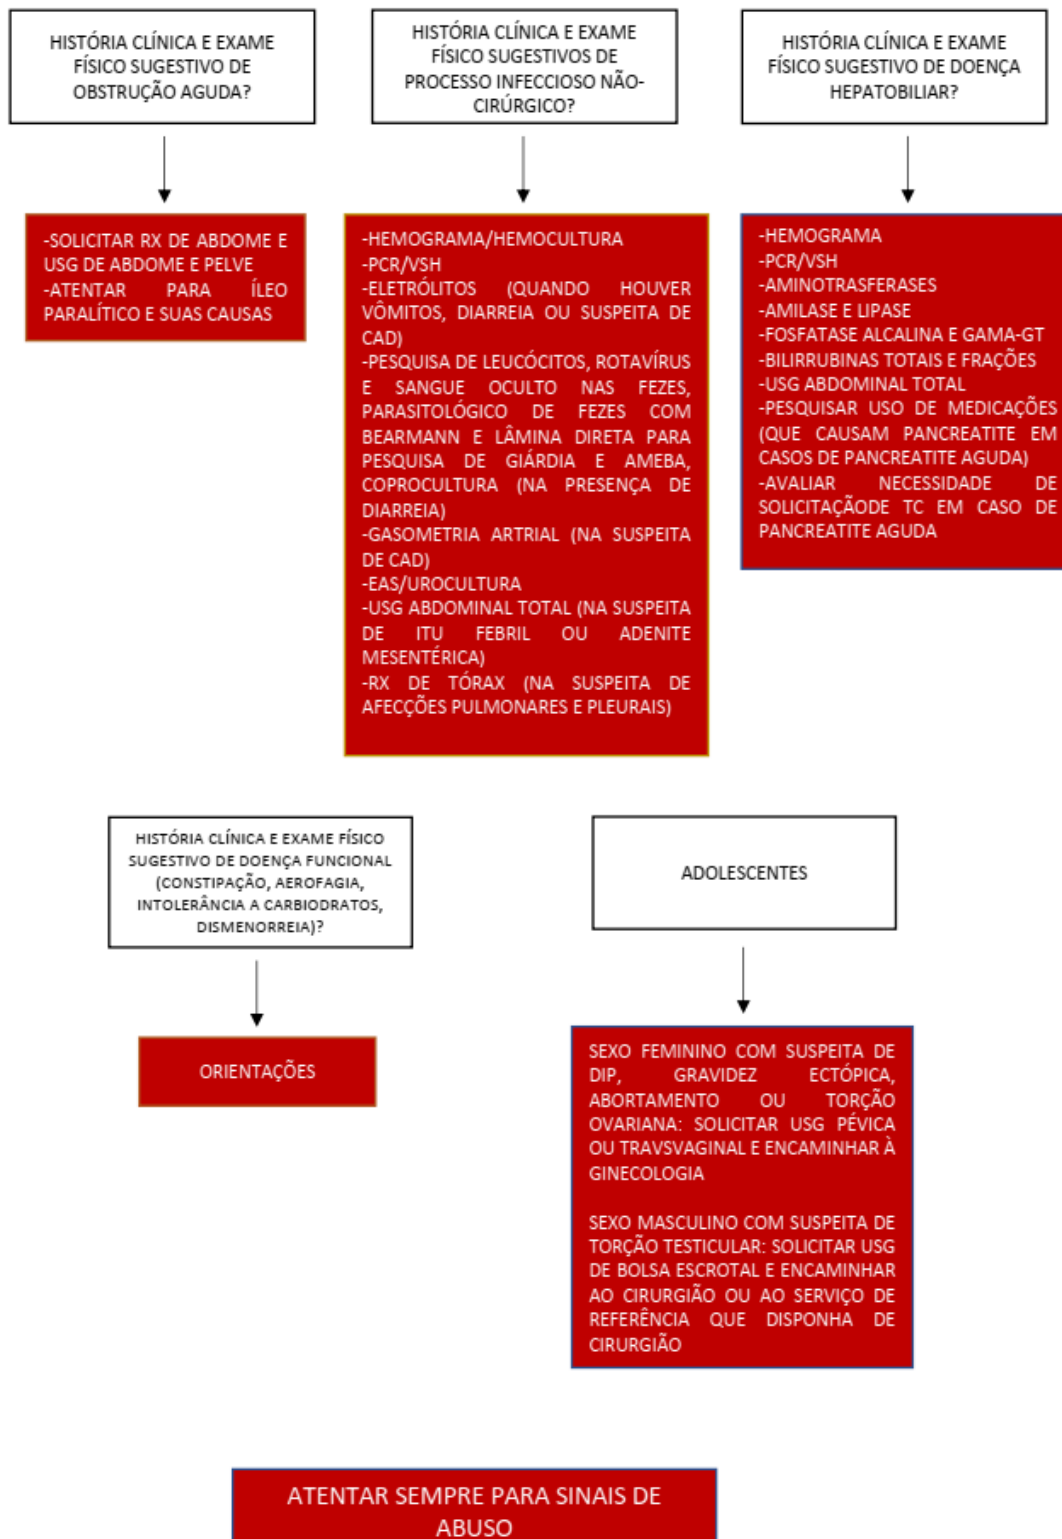 HISTÓRIA CLÍNICA E EXAME
FÍSICO SUGESTIVO DE
OBSTRUÇÃO AGUDA?
-SOLICITAR RX DE ABDOME E
USG DE ABDOME E PELVE
-ATENTAR PARA ÍLEO
PARALÍTICO E SUAS CAUSAS
HISTÓRIA CLÍNICA E EXAME
FÍSICO SUGESTIVOS DE
PROCESSO INFECCIOSO NÃO-
CIRÚRGICO?
-HEMOGRAMA/HEMOCULTURA
-PCR/VSH
-ELETRÓLITOS (QUANDO HOUVER
VÔMITOS, DIARREIA OU SUSPEITA DE
CAD)
-PESQUISA DE LEUCÓCITOS, ROTAVÍRUS
E SANGUE OCULTO NAS FEZES,
PARASITOLÓGICO DE FEZES COM
BEARMANN E LÂMINA DIRETA PARA
PESQUISA DE GIÁRDIA E AMEBA,
COPROCULTURA (NA PRESENÇA DE
DIARREIA)
-GASOMETRIA ARTRIAL (NA SUSPEITA
DE CAD)
-EAS/UROCULTURA
-USG ABDOMINAL TOTAL (NA SUSPEITA
DE ITU FEBRIL OU ADENITE
MESENTÉRICA)
-RX DE TÓRAX (NA SUSPEITA DE
AFECÇÕES PULMONARES E PLEURAIS)
HISTÓRIA CLÍNICA E EXAME
FÍSICO SUGESTIVO DE DOENÇA
HEPATOBILIAR?
-HEMOGRAMA
-PCR/VSH
-AMINOTRASFERASES
-AMILASE E LIPASE
-FOSFATASE ALCALINA E GAMA-GT
-BILIRRUBINAS TOTAIS E FRAÇÕES
-USG ABDOMINAL TOTAL
-PESQUISAR USO DE MEDICAÇÕES
(QUE CAUSAM PANCREATITE EM
CASOS DE PANCREATITE AGUDA)
-AVALIAR NECESSIDADE DE
SOLICITAÇÃODE TC EM CASO DE
PANCREATITE AGUDA
HISTÓRIA CLÍNICA E EXAME FÍSICO
SUGESTIVO DE DOENÇA FUNCIONAL
(CONSTIPAÇÃO, AEROFAGIA,
INTOLERÂNCIA A CARBIODRATOS,
DISMENORREIA)?
ORIENTAÇÕES
ADOLESCENTES
SEXO FEMININO COM SUSPEITA DE
DIP, GRAVIDEZ ECTÓPICA,
ABORTAMENTO OU TORÇÃO
OVARIANA: SOLICITAR USG PÉVICA
OU TRAVSVAGINAL E ENCAMINHAR À
GINECOLOGIA
SEXO MASCULINO COM SUSPEITA DE
TORÇÃO TESTICULAR: SOLICITAR USG
DE BOLSA ESCROTAL E ENCAMINHAR
AO CIRURGIÃO OU AO SERVIÇO DE
REFERÊNCIA QUE DISPONHA DE
CIRURGIÃO
ATENTAR SEMPRE PARA SINAIS DE
ABUSO